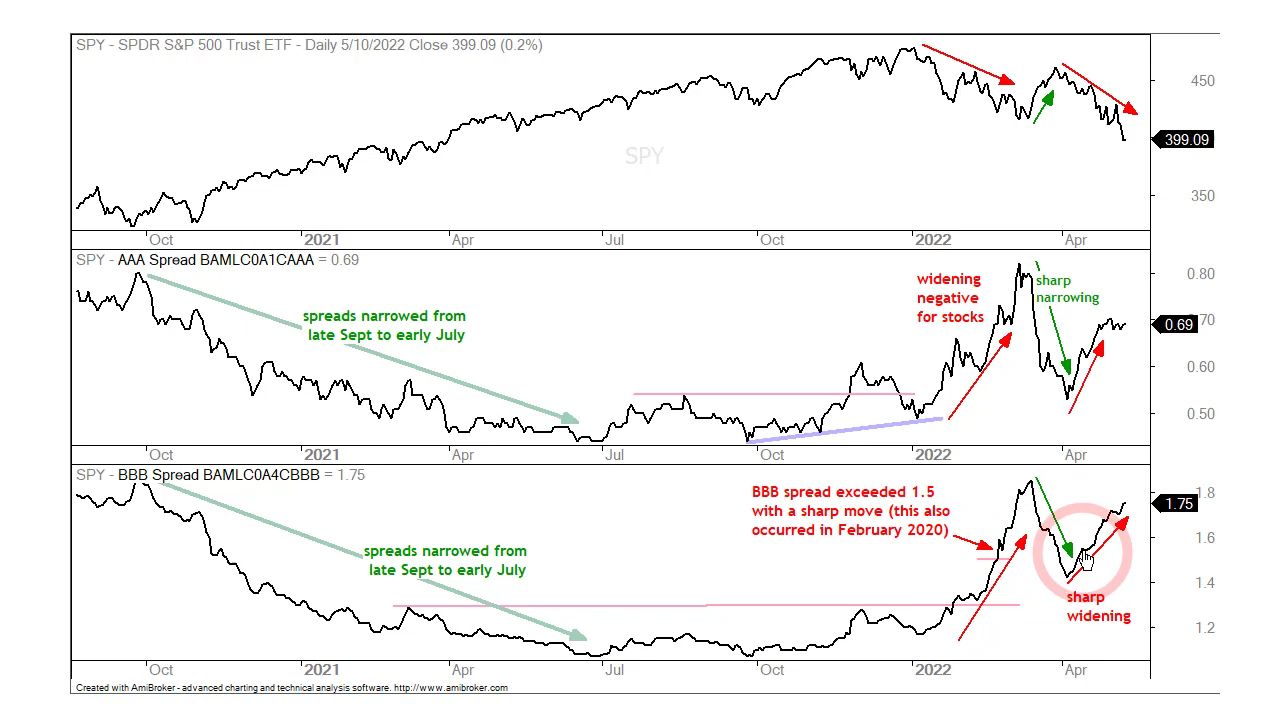 SPY - SPDR S&P 500 Trust ETF - Daily 5/10/2022 Close 399.09 (0.2%)
450
399.09
SPY
350
Oct 2021 Apr Jul Oct 2022 Apr
SPY - AAA Spread BAMLC0A1CAAA = 0.69
0.80
widening
negative
for stocks
sharp
narrowing
spreads narrowed from
late Sept to early July
0.69
70
0.60
0.50
Oct 2021 Apr Jul Oct 2022 Apr
SPY - BBB Spread BAMLC0A4CBBB = 1.75
1.8
BBB spread exceeded 1.5
with a sharp move (this also
occurred in February 2020)
1.75
1.6
spreads narrowed from
late Sept to early July
1.4
sharp
widening
1.2
Oct 2021 Apr Jul Oct 2022 Apr
Created with AmiBroker - advanced charting and technical analysis software. http://www.amibroker.com